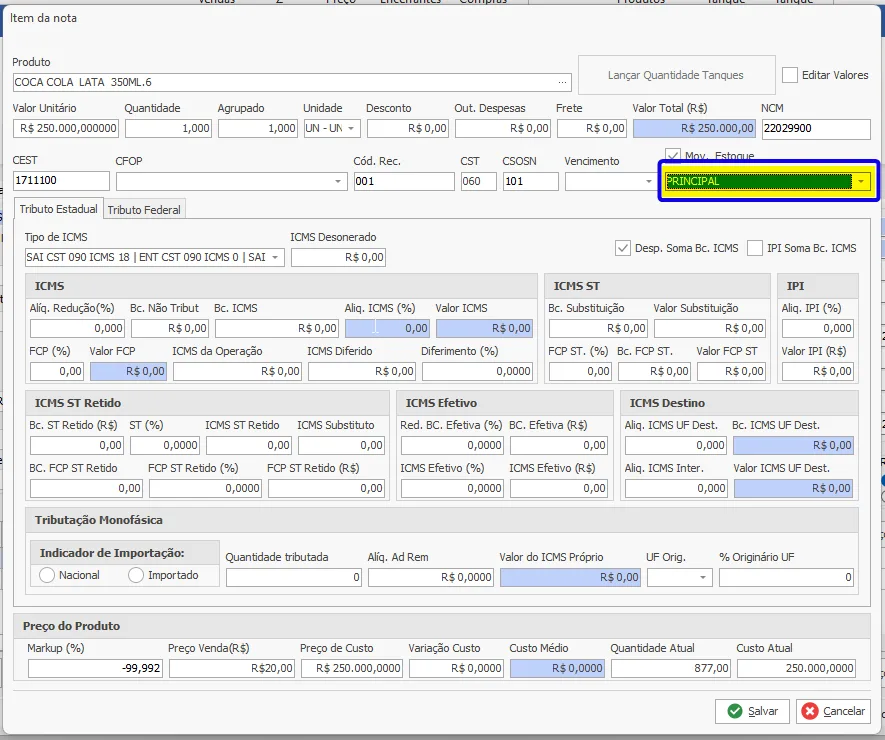 Vendas Preço Encerrantes Compras Produtos Tanque Tanque
Item da nota
Produto
COCA COLA LATA 350ML.6 ...
Lançar Quantidade Tanques
Editar Valores
Valor Unitário Quantidade Agrupado Unidade Desconto Out. Despesas Frete Valor Total (R$) NCM
R$ 250.000,000000 1,000 1,000 UN - UN R$ 0,00 R$ 0,00 R$ 0,00 R$ 250.000,00 22029900
Mov. Estoque
CEST CFOP Cód. Rec. CST CSOSN Vencimento
1711100 001 060 101 PRINCIPAL
Tributo Estadual Tributo Federal
Tipo de ICMS ICMS Desonerado
SAI CST 090 ICMS 18 | ENT CST 090 ICMS 0 | SAI R$ 0,00
Desp. Soma Bc. ICMS IPI Soma Bc. ICMS
ICMS ICMS ST IPI
Alíq. Redução(%) Bc. Não Tribut Bc. ICMS Aliq. ICMS (%) Valor ICMS Bc. Substituição Valor Substituição Aliq. IPI (%)
0,000 R$ 0,00 R$ 0,00 0,00 R$ 0,00 R$ 0,00 R$ 0,00 0,000
FCP (%) Valor FCP ICMS da Operação ICMS Diferido Diferimento (%) FCP ST. (%) Bc. FCP ST. Valor FCP ST Valor IPI (R$)
0,00 R$ 0,00 R$ 0,00 R$ 0,00 0,0000 0,00 R$ 0,00 R$ 0,00 R$ 0,00
ICMS ST Retido ICMS Efetivo ICMS Destino
Bc. ST Retido (R$) ST (%) ICMS ST Retido ICMS Substituto Red. BC. Efetiva (%) BC. Efetiva (R$) Aliq. ICMS UF Dest. Bc. ICMS UF Dest.
0,00 0,0000 0,00 0,00 0,0000 0,00 0,000 R$ 0,00
BC. FCP ST Retido FCP ST Retido (%) FCP ST Retido (R$) ICMS Efetivo (%) ICMS Efetivo (R$) Aliq. ICMS Inter. Valor ICMS UF Dest.
0,00 0,0000 0,00 0,0000 0,00 0,000 R$ 0,00
Tributação Monofásica
Indicador de Importação: Quantidade tributada Alíq. Ad Rem Valor do ICMS Próprio UF Orig. % Originário UF
Nacional Importado 0 R$ 0,0000 R$ 0,00 0
Preço do Produto
Markup (%) Preço Venda(R$) Preço de Custo Variação Custo Custo Médio Quantidade Atual Custo Atual
-99,992 R$20,00 R$ 250.000,0000 R$ 0,0000 R$ 0,0000 877,00 250.000,0000
Salvar Cancelar